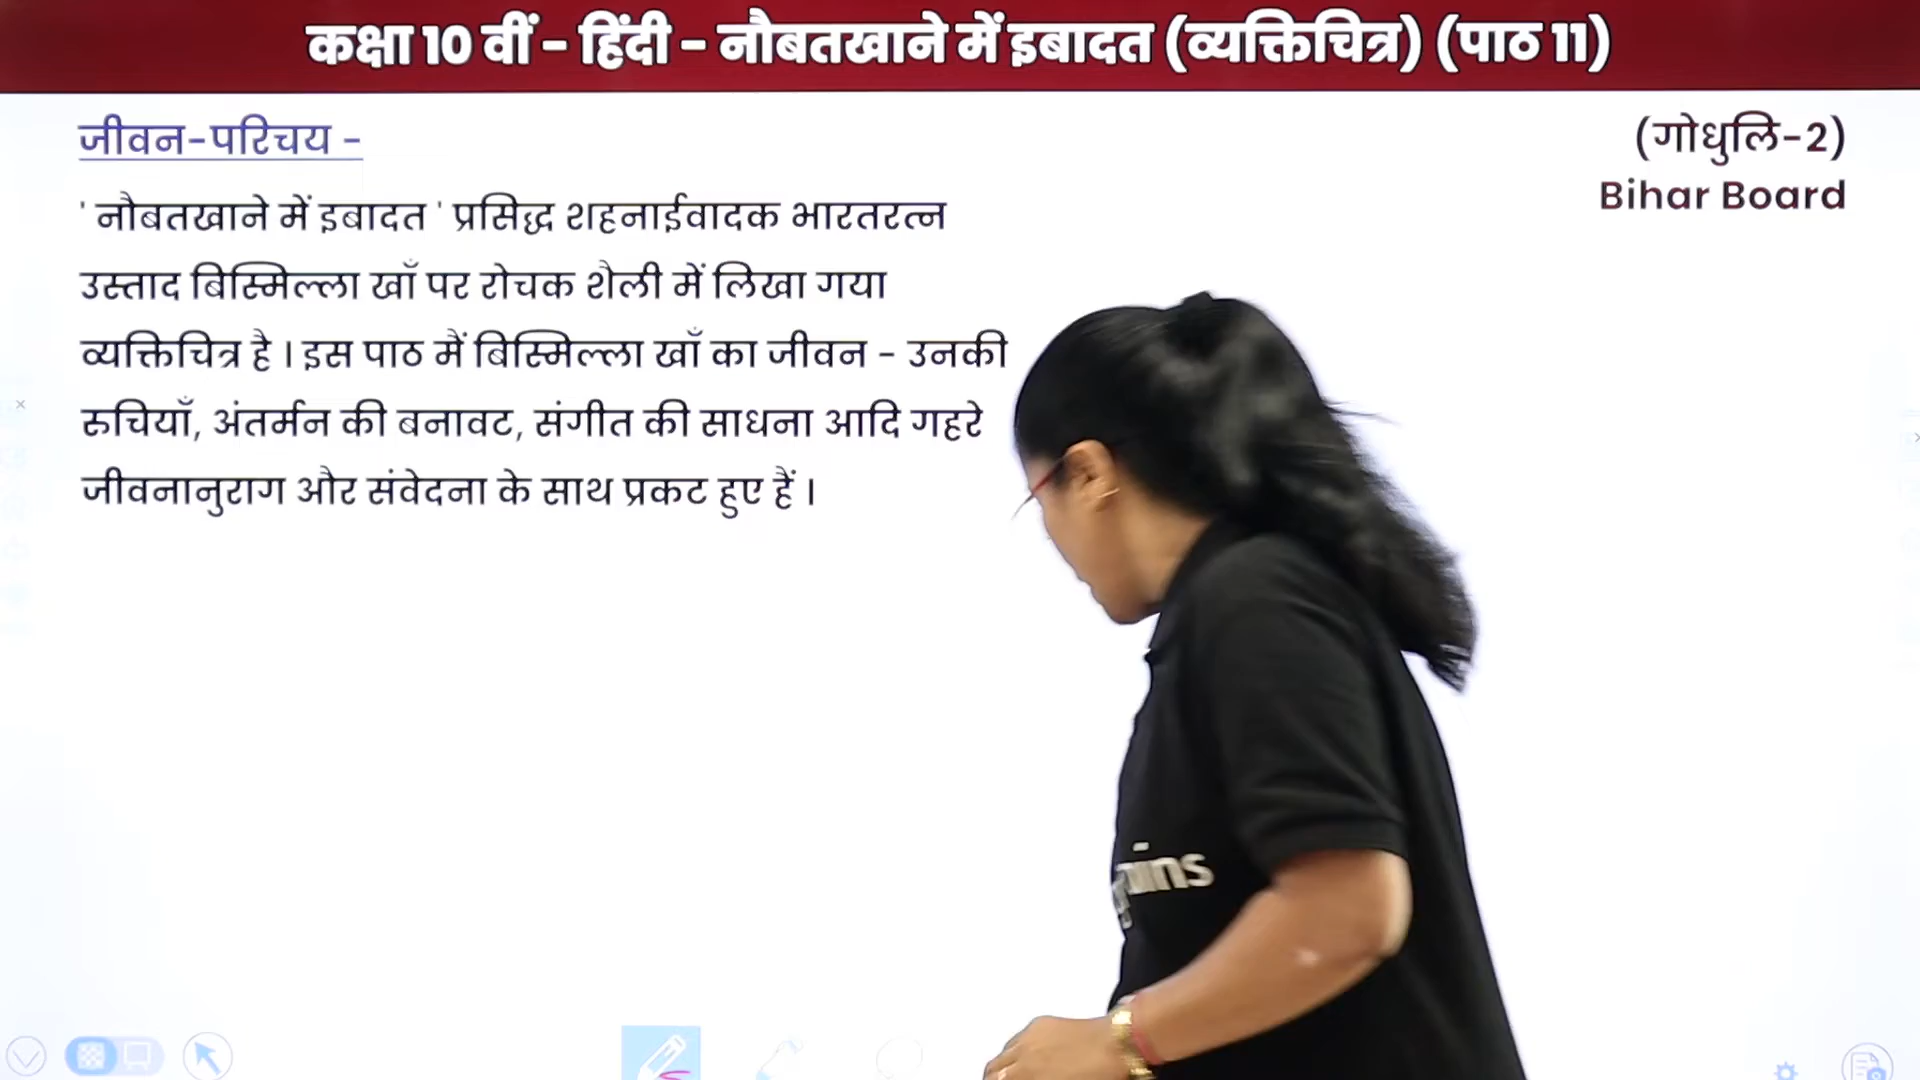 कक्षा 10 वीं - हिंदी - नौबतखाने में इबादत (व्यक्तिचित्र) (पाठ 11)
जीवन-परिचय -
(गोधुलि-2)
Bihar Board
' नौबतखाने में इबादत ' प्रसिद्ध शहनाईवादक भारतरत्न
उस्ताद बिस्मिल्ला खाँ पर रोचक शैली में लिखा गया
व्यक्तिचित्र है । इस पाठ में बिस्मिल्ला खाँ का जीवन - उनकी
रुचियाँ, अंतर्मन की बनावट, संगीत की साधना आदि गहरे
जीवनानुराग और संवेदना के साथ प्रकट हुए हैं ।